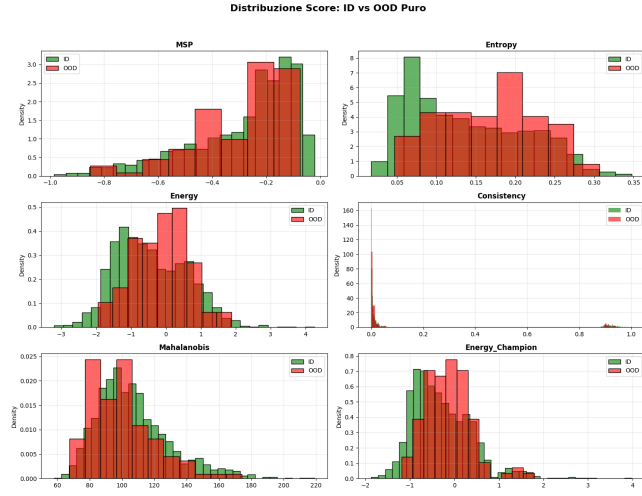 Distribuzione Score: ID vs OOD Puro
MSP
Density
3.0
2.5
2.0
1.5
1.0
0.5
0.0
−1.0 −0.8 −0.6 −0.4 −0.2 0.0
ID
OOD
Entropy
Density
8
7
6
5
4
3
2
1
0
0.05 0.10 0.15 0.20 0.25 0.30 0.35
ID
OOD
Energy
Density
0.5
0.4
0.3
0.2
0.1
0.0
−3 −2 −1 0 1 2 3 4
ID
OOD
Consistency
Density
160
140
120
100
80
60
40
20
0
0.0 0.2 0.4 0.6 0.8 1.0
ID
OOD
Mahalanobis
Density
0.025
0.020
0.015
0.010
0.005
0.000
60 80 100 120 140 160 180 200 220
ID
OOD
Energy_Champion
Density
0.8
0.7
0.6
0.5
0.4
0.3
0.2
0.1
0.0
−2 −1 0 1 2 3
ID
OOD